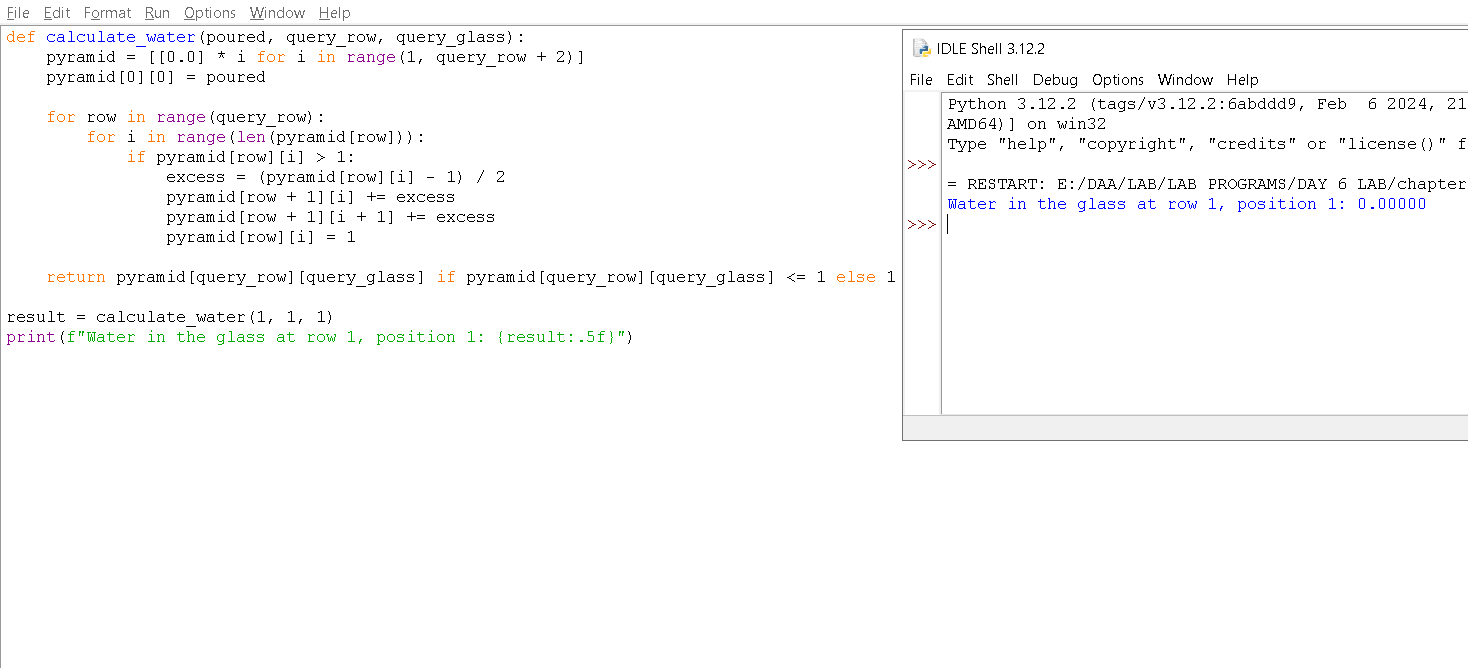 File Edit Format Run Options Window Help
def calculate_water(poured, query_row, query_glass):
    pyramid = [[0.0] * i for i in range(1, query_row + 2)]
    pyramid[0][0] = poured

    for row in range(query_row):
        for i in range(len(pyramid[row])):
            if pyramid[row][i] > 1:
                excess = (pyramid[row][i] - 1) / 2
                pyramid[row + 1][i] += excess
                pyramid[row + 1][i + 1] += excess
                pyramid[row][i] = 1

    return pyramid[query_row][query_glass] if pyramid[query_row][query_glass] <= 1 else 1

result = calculate_water(1, 1, 1)
print(f"Water in the glass at row 1, position 1: {result:.5f}")
IDLE Shell 3.12.2
File Edit Shell Debug Options Window Help
Python 3.12.2 (tags/v3.12.2:6abddd9, Feb  6 2024, 21
AMD64)] on win32
Type "help", "copyright", "credits" or "license()" f
>>>
= RESTART: E:/DAA/LAB/LAB PROGRAMS/DAY 6 LAB/chapter
Water in the glass at row 1, position 1: 0.00000
>>>